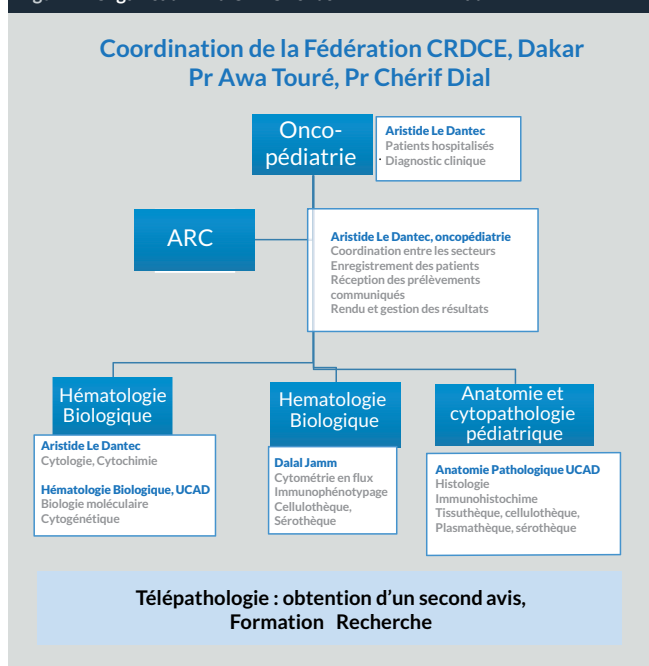 Coordination de la Fédération CRDCE, Dakar
Pr Awa Touré, Pr Chérif Dial
Onco-
pédiatrie
Aristide Le Dantec
Patients hospitalisés
Diagnostic clinique
ARC
Aristide Le Dantec, oncopédiatrie
Coordination entre les secteurs
Enregistrement des patients
Réception des prélèvements
communiqués
Rendu et gestion des résultats
Hématologie
Biologique
Aristide Le Dantec
Cytologie, Cytochimie
Hématologie Biologique, UCAD
Biologie moléculaire
Cytogénétique
Hematologie
Biologique
Dalal Jamm
Cytométrie en flux
Immunophénotypage
Cellulothèque,
Sérothèque
Anatomie et
cytopathologie
pédiatrique
Anatomie Pathologique UCAD
Histologie
Immunohistochime
Tissuthèque, cellulothèque,
Plasmathèque, sérothèque
Télépathologie : obtention d'un second avis,
Formation Recherche